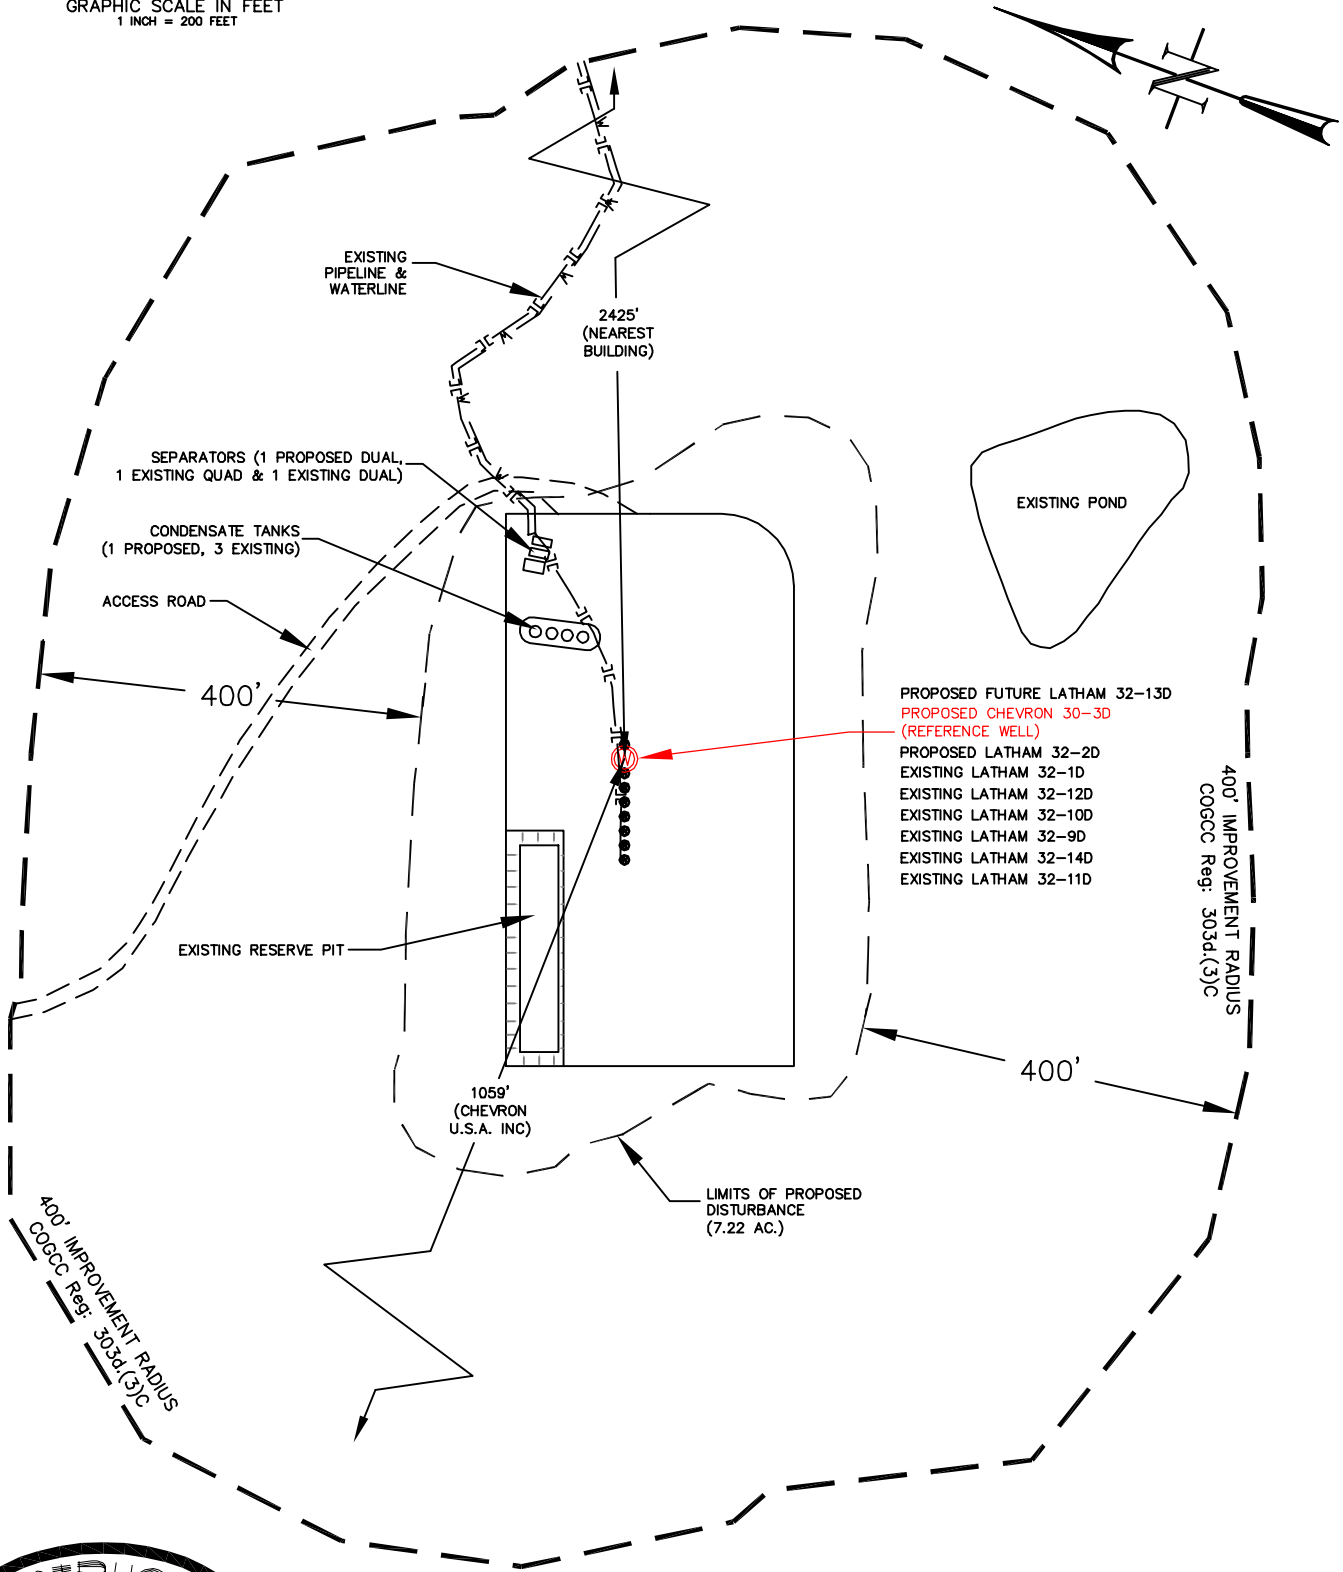 GRAPHIC SCALE IN FEET
1 INCH = 200 FEET
N
EXISTING
PIPELINE &
WATERLINE
2425'
(NEAREST
BUILDING)
SEPARATORS (1 PROPOSED DUAL,
1 EXISTING QUAD & 1 EXISTING DUAL)
EXISTING POND
CONDENSATE TANKS
(1 PROPOSED, 3 EXISTING)
ACCESS ROAD
400'
PROPOSED FUTURE LATHAM 32-13D
PROPOSED CHEVRON 30-3D
(REFERENCE WELL)
PROPOSED LATHAM 32-2D
EXISTING LATHAM 32-1D
EXISTING LATHAM 32-12D
EXISTING LATHAM 32-10D
EXISTING LATHAM 32-9D
EXISTING LATHAM 32-14D
EXISTING LATHAM 32-11D
400' IMPROVEMENT RADIUS
COGCC Reg: 303d.(3)C
EXISTING RESERVE PIT
400'
1059'
(CHEVRON
U.S.A. INC)
LIMITS OF PROPOSED
DISTURBANCE
(7.22 AC.)
400' IMPROVEMENT RADIUS
COGCC Reg: 303d.(3)C